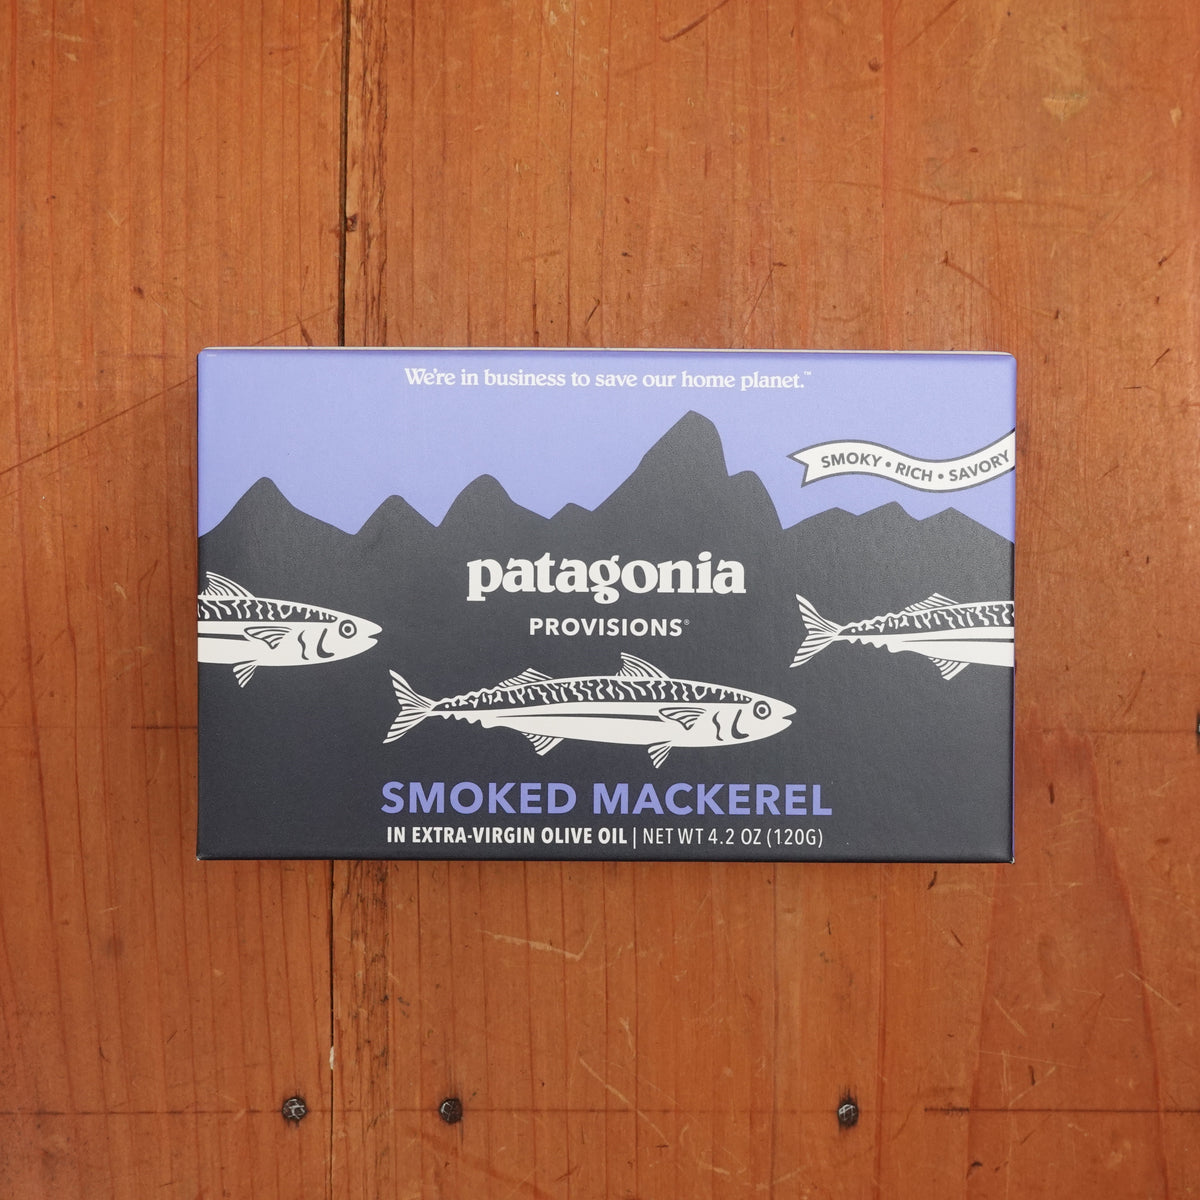 We're in business to save our home planet.™
SMOKY • RICH • SAVORY
patagonia
PROVISIONS®
SMOKED MACKEREL
IN EXTRA-VIRGIN OLIVE OIL | NET WT 4.2 OZ (120G)